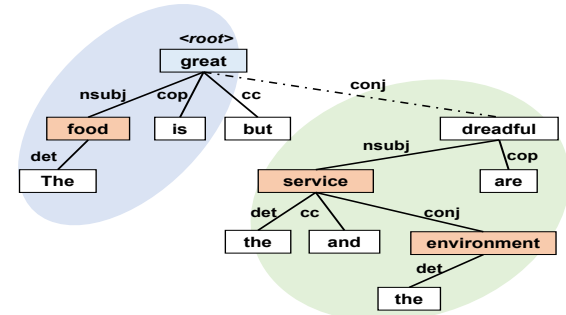 <root>
great
conj
nsubj cop cc
food is but dreadful
nsubj cop
det
The service are
det cc conj
the and environment
det
the